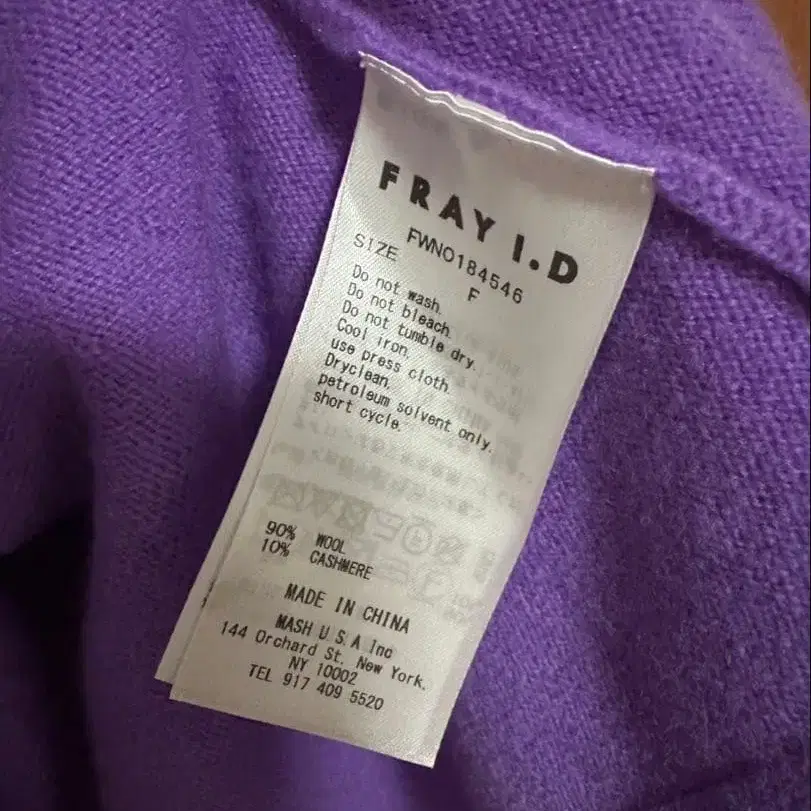 FRAY I.D
FWNO184546
SIZE F
Do not wash.
Do not bleach.
Do not tumble dry.
Cool iron.
use press cloth.
Dryclean.
petroleum solvent only.
short cycle.
90% WOOL
10% CASHMERE
MADE IN CHINA
MASH U.S.A Inc
144 Orchard St. New York,
NY 10002
TEL 917 409 5520